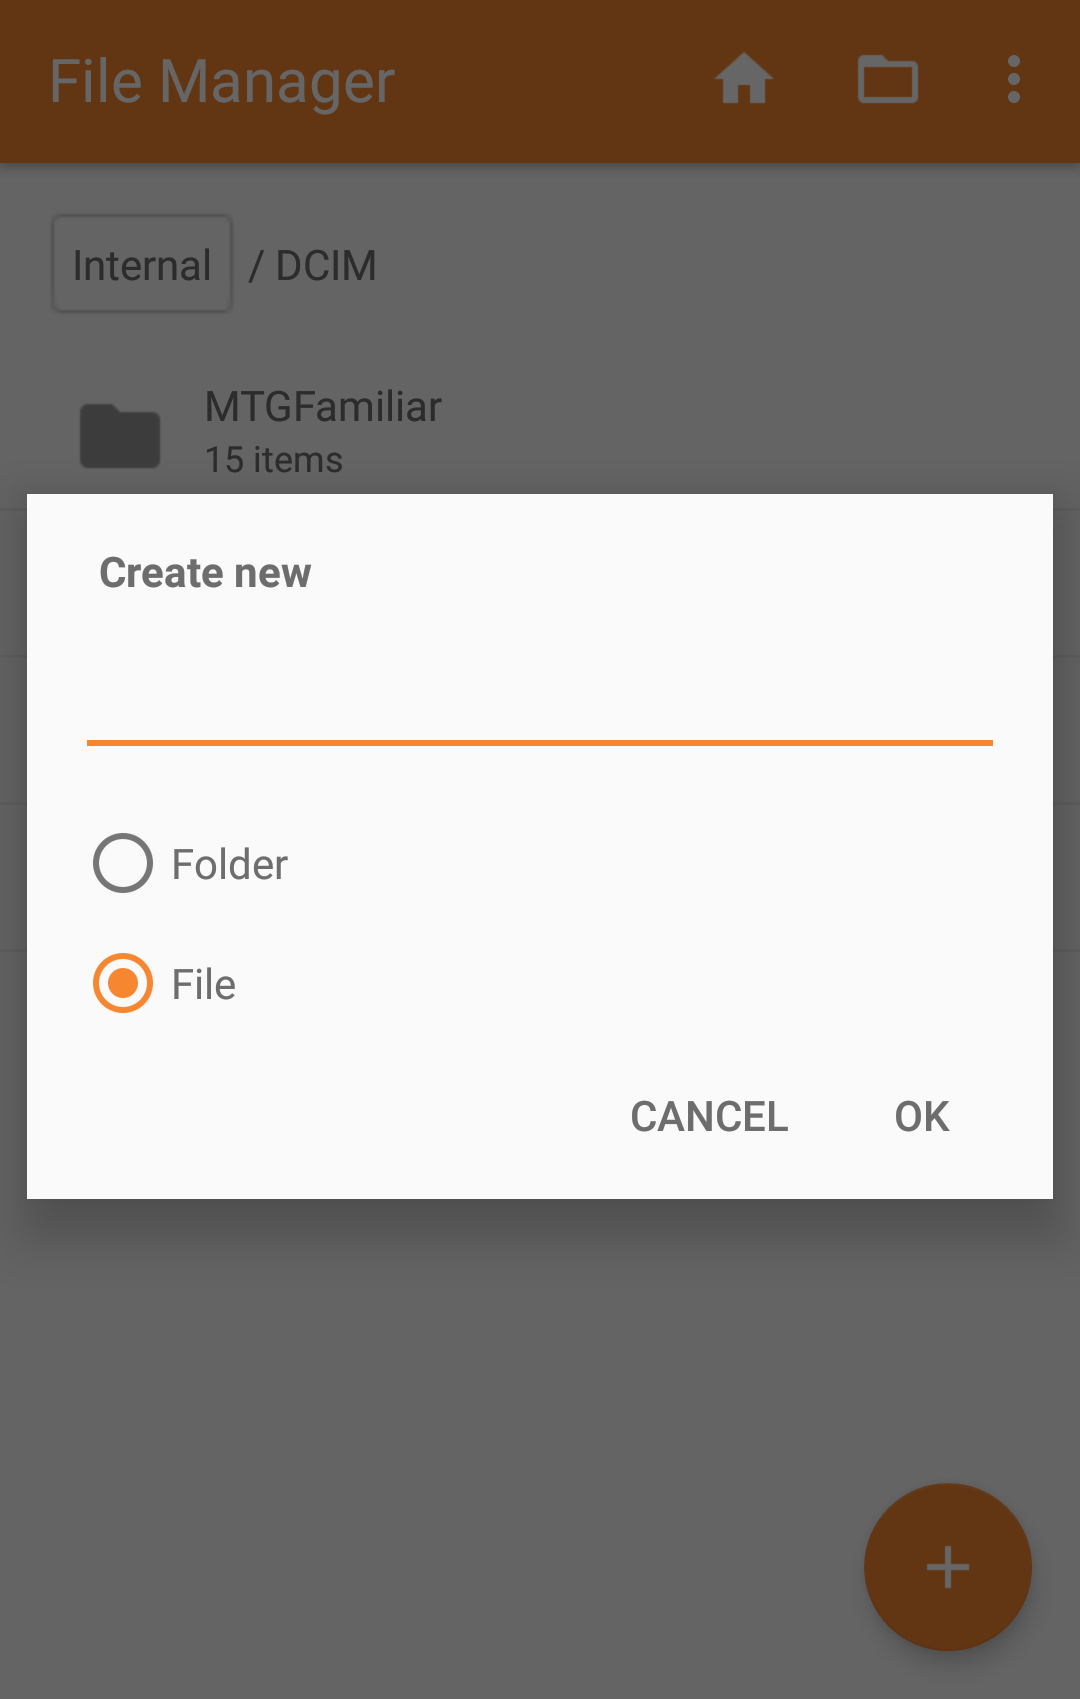 File Manager
Internal / DCIM
MTGFamiliar
15 items
Create new
Folder
File
CANCEL OK